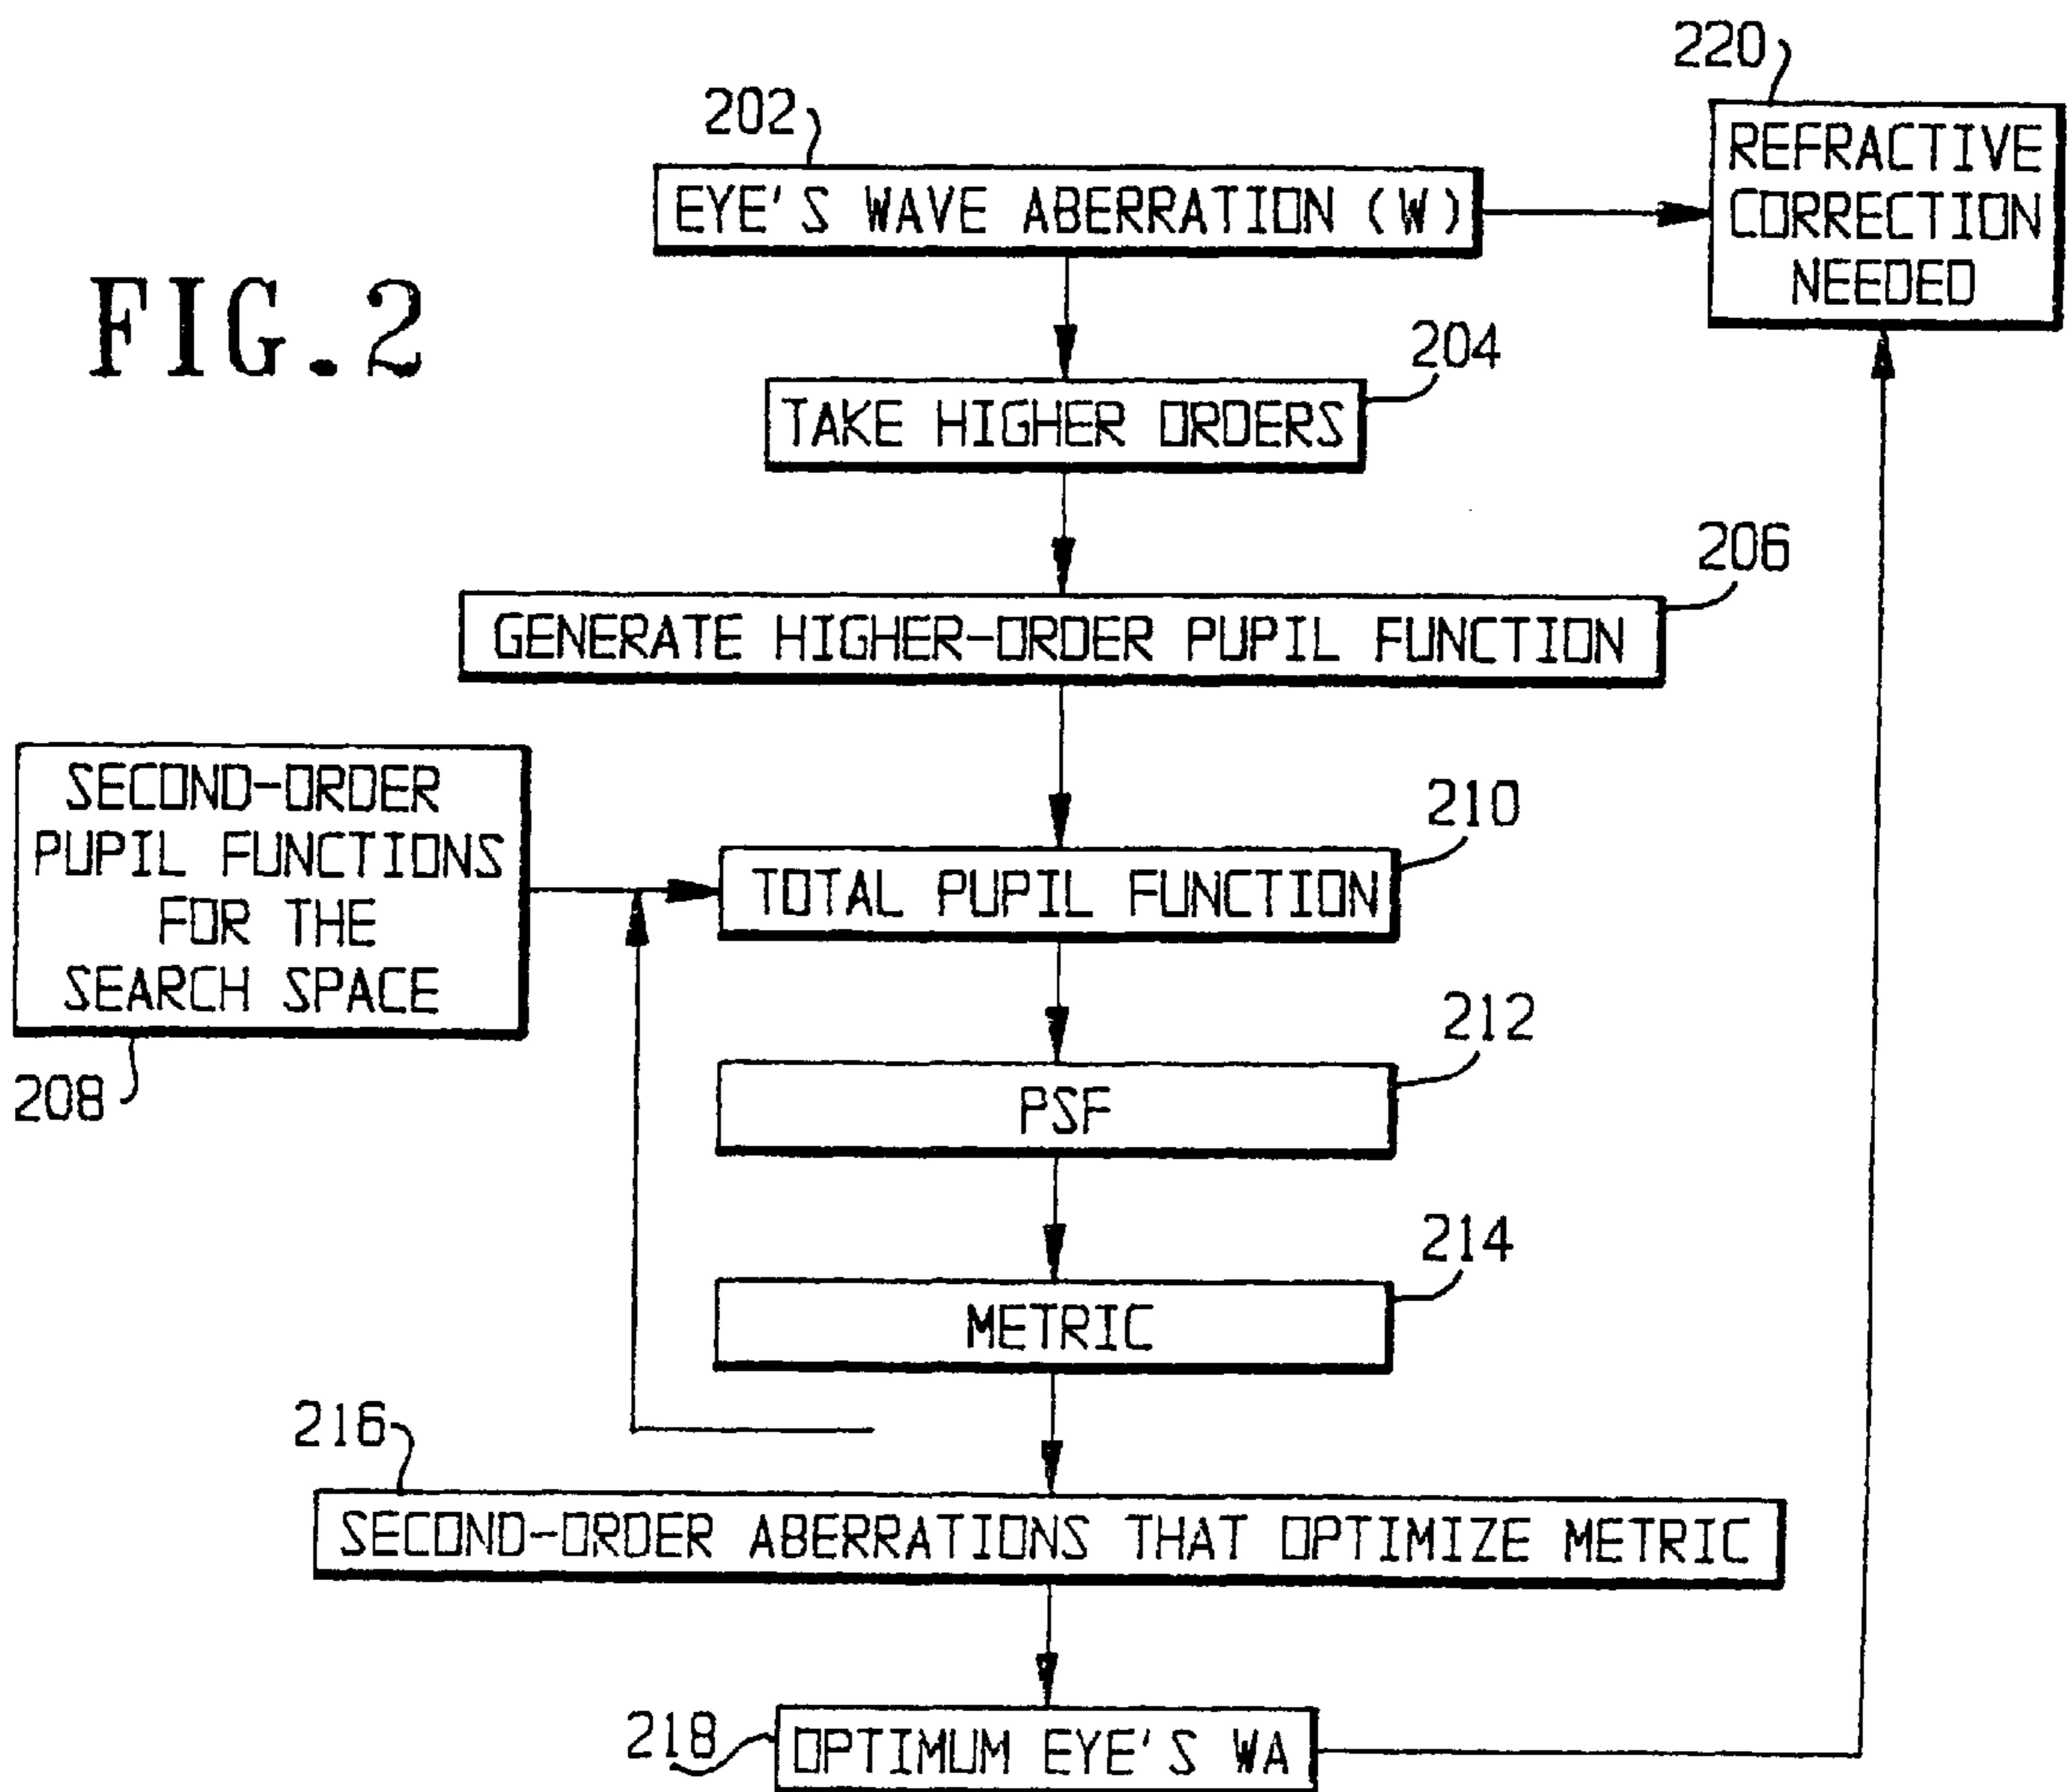 220
202
REFRACTIVE
CORRECTION
NEEDED
EYE'S WAVE ABERRATION (W)
FIG.2
204
TAKE HIGHER ORDERS
206
GENERATE HIGHER-ORDER PUPIL FUNCTION
SECOND-ORDER
PUPIL FUNCTIONS
FOR THE
SEARCH SPACE
208
210
TOTAL PUPIL FUNCTION
212
PSF
214
METRIC
216
SECOND-ORDER ABERRATIONS THAT OPTIMIZE METRIC
218
OPTIMUM EYE'S WA